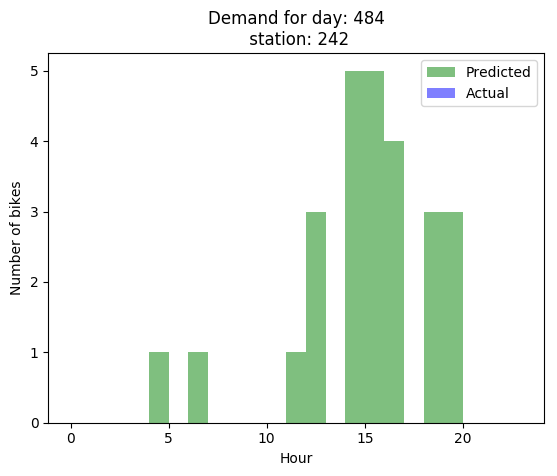 Demand for day: 484
station: 242
Predicted
Actual
Number of bikes
5
4
3
2
1
0
0 5 10 15 20
Hour